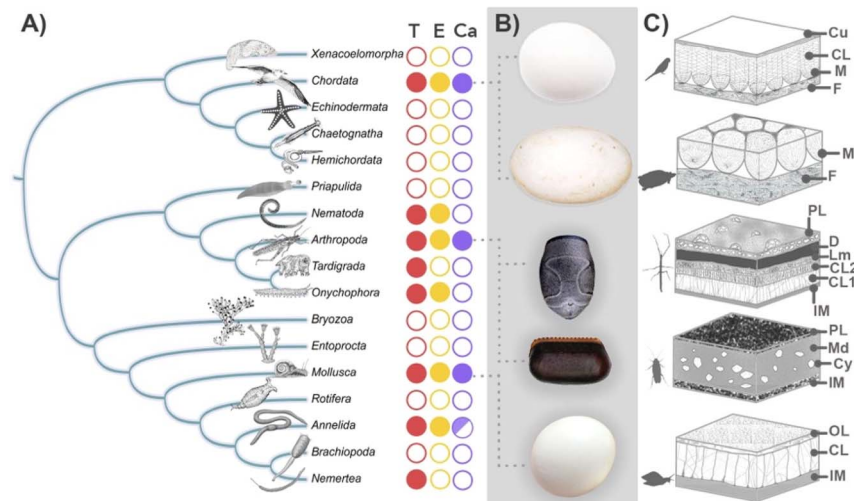 A)
T E Ca
Xenacoelomorpha
Chordata
Echinodermata
Chaetognatha
Hemichordata
Priapulida
Nematoda
Arthropoda
Tardigrada
Onychophora
Bryozoa
Entoprocta
Mollusca
Rotifera
Annelida
Brachiopoda
Nemertea
B)
C)
Cu
CL
M
F
M
F
PL
D
Lm
CL2
CL1
IM
PL
Md
Cy
IM
OL
CL
IM